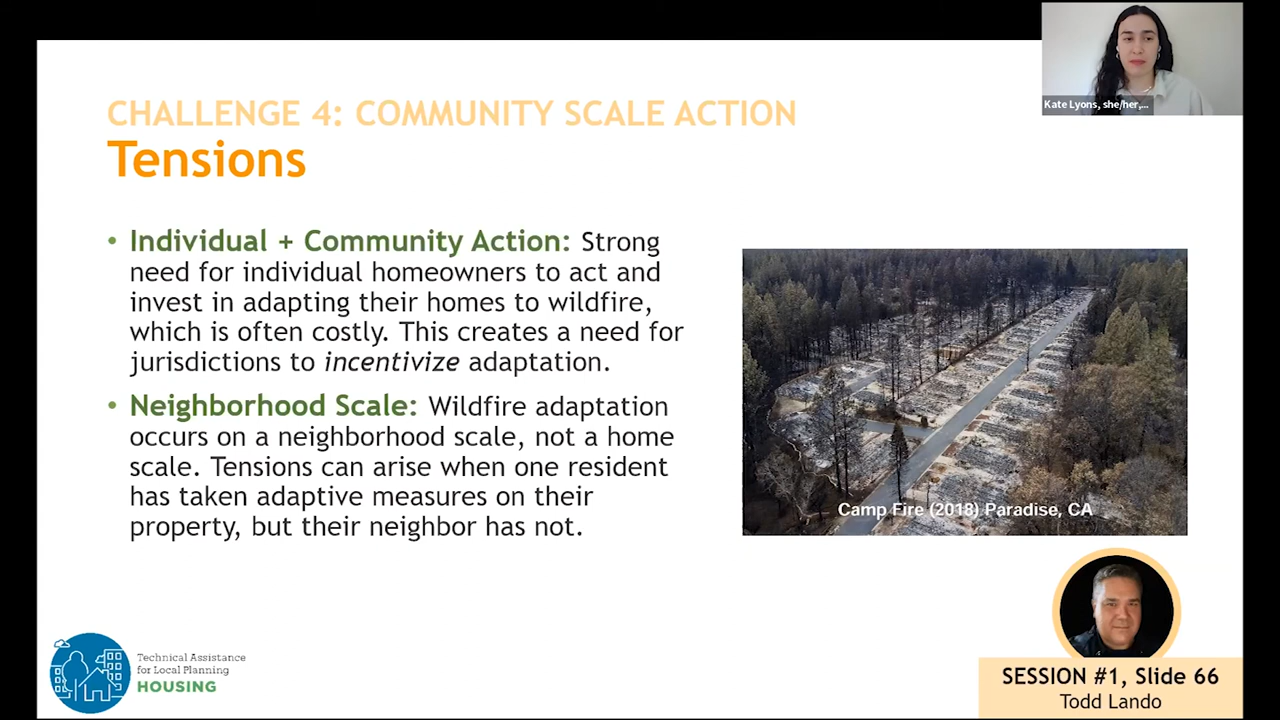 Kate Lyons, she/her,...
CHALLENGE 4: COMMUNITY SCALE ACTION
Tensions
• Individual + Community Action: Strong
need for individual homeowners to act and
invest in adapting their homes to wildfire,
which is often costly. This creates a need for
jurisdictions to incentivize adaptation.
• Neighborhood Scale: Wildfire adaptation
occurs on a neighborhood scale, not a home
scale. Tensions can arise when one resident
has taken adaptive measures on their
property, but their neighbor has not.
Camp Fire (2018) Paradise, CA
Technical Assistance
for Local Planning
HOUSING
SESSION #1, Slide 66
Todd Lando